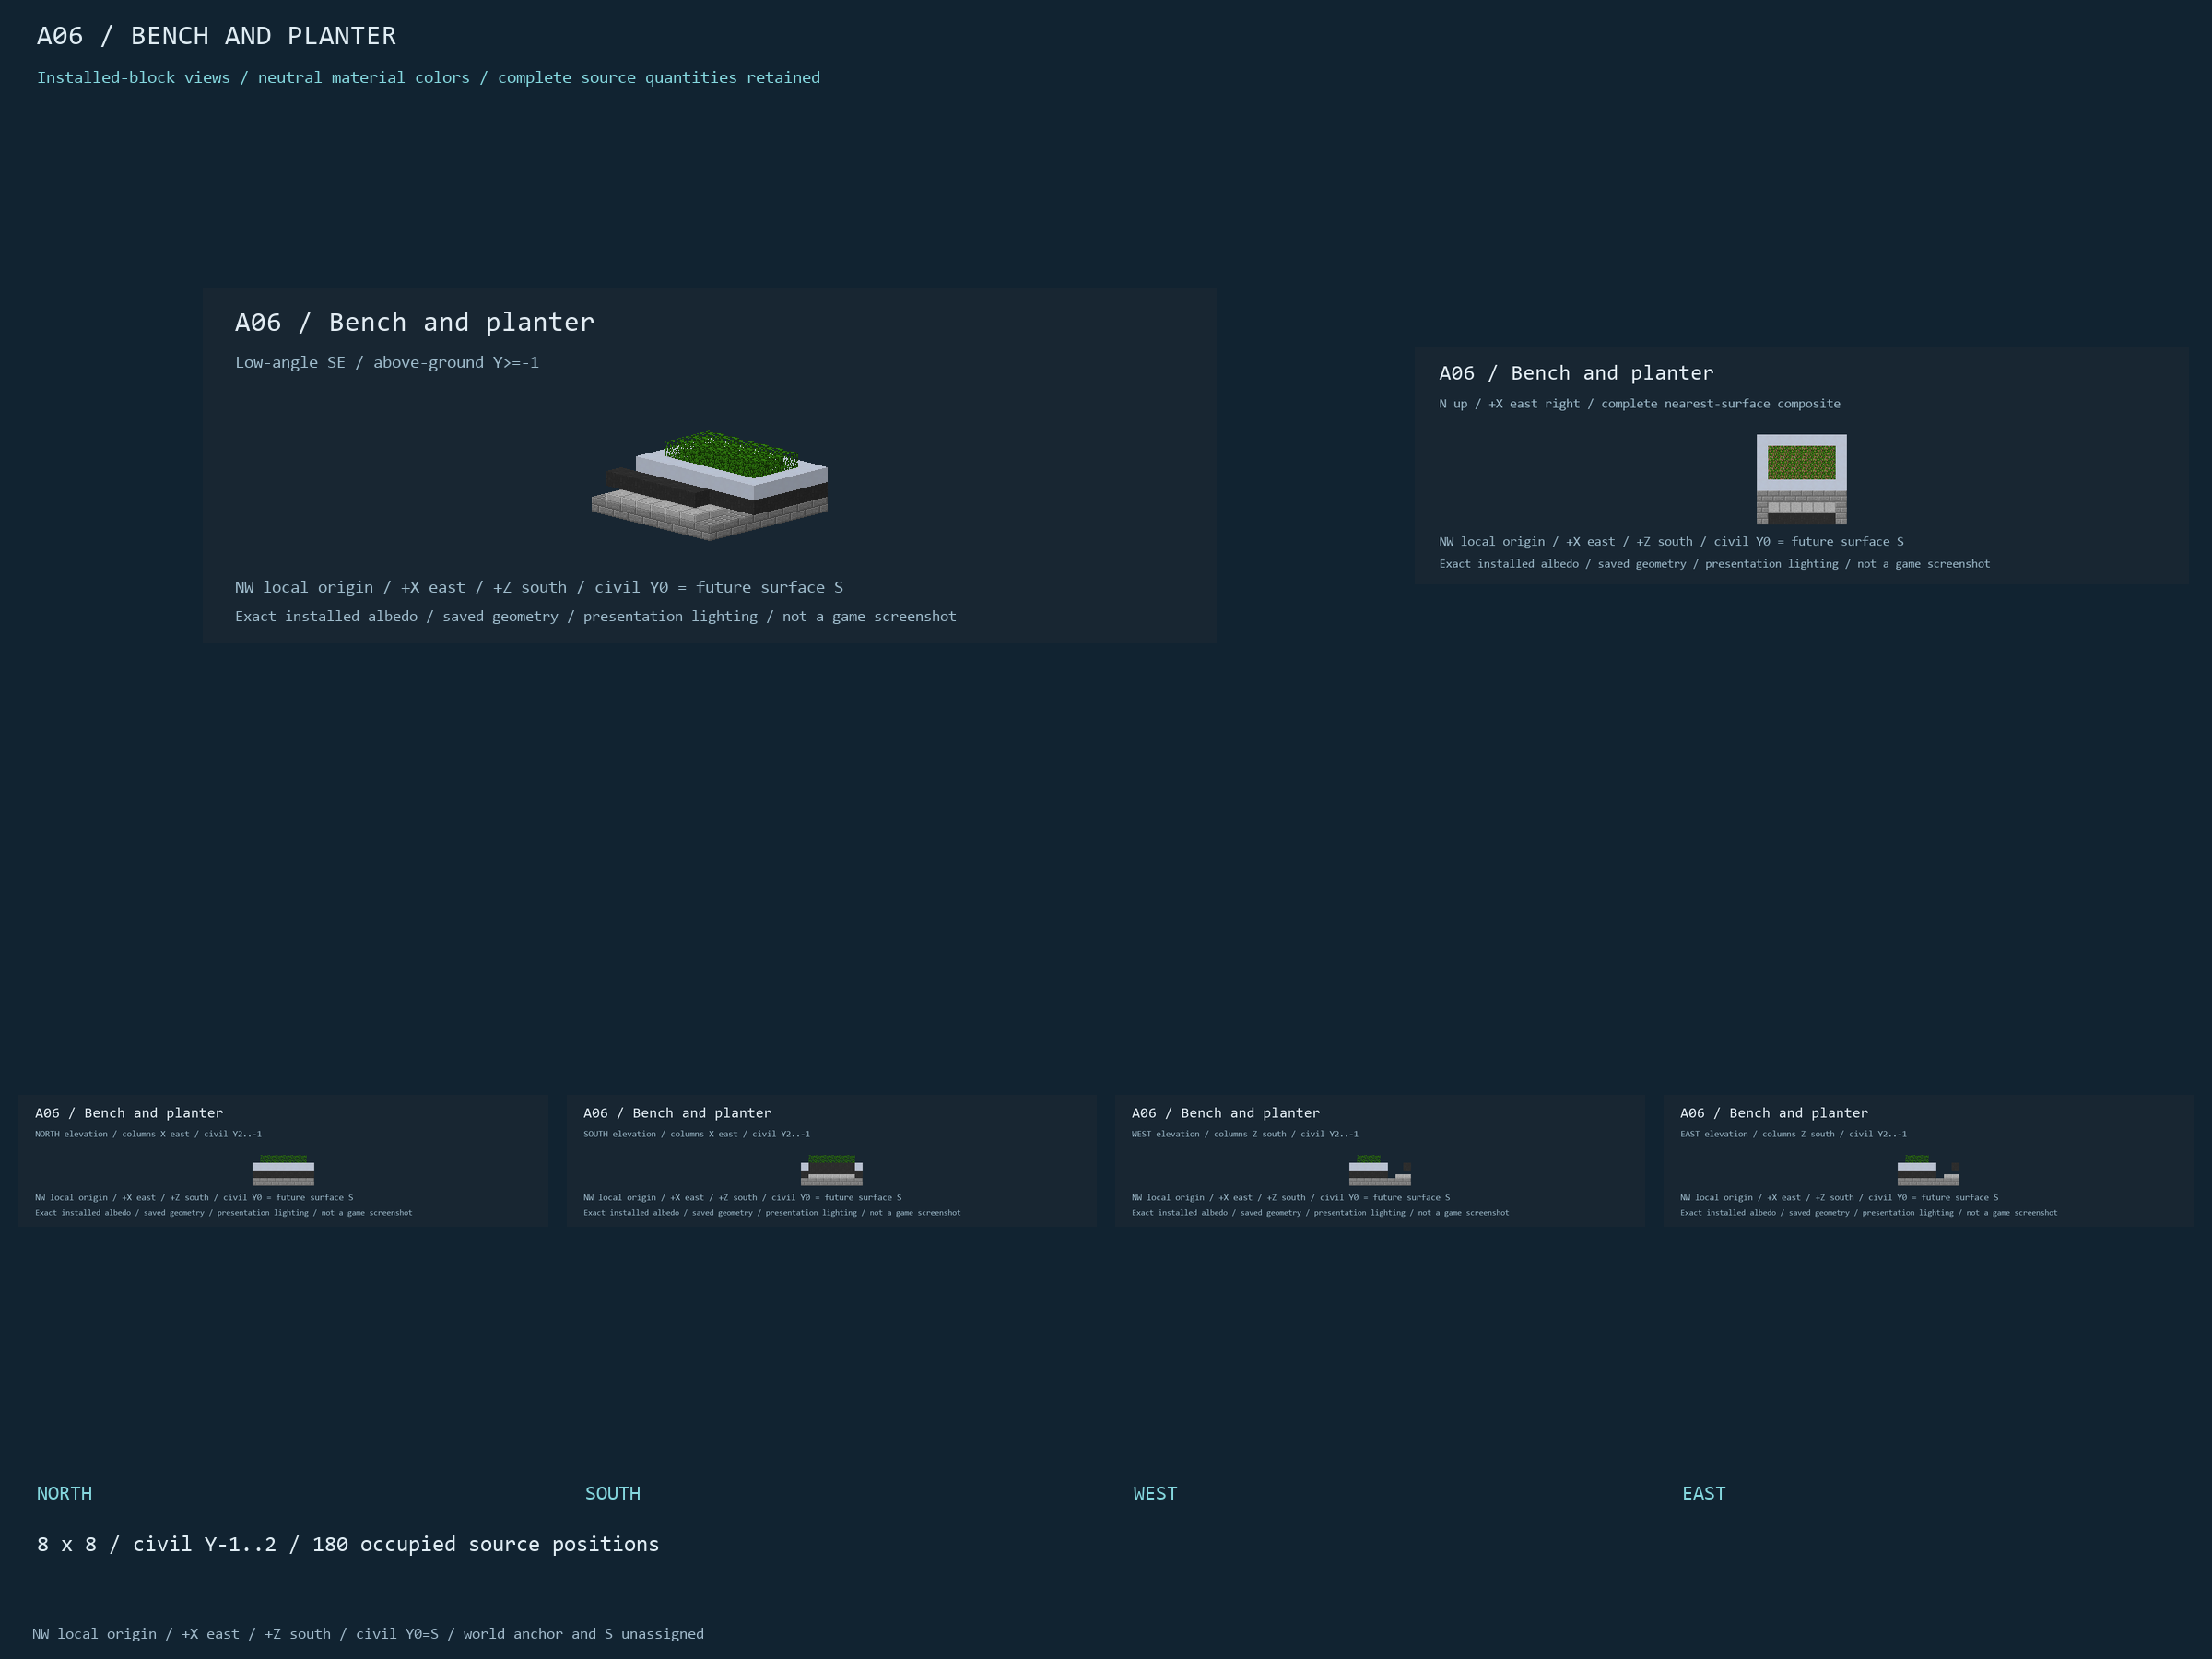 A06 / BENCH AND PLANTER
Installed-block views / neutral material colors / complete source quantities retained
A06 / Bench and planter
Low-angle SE / above-ground Y>=-1
NW local origin / +X east / +Z south / civil Y0 = future surface S
Exact installed albedo / saved geometry / presentation lighting / not a game screenshot
A06 / Bench and planter
N up / +X east right / complete nearest-surface composite
NW local origin / +X east / +Z south / civil Y0 = future surface S
Exact installed albedo / saved geometry / presentation lighting / not a game screenshot
A06 / Bench and planter
NORTH elevation / columns X east / civil Y2..-1
NW local origin / +X east / +Z south / civil Y0 = future surface S
Exact installed albedo / saved geometry / presentation lighting / not a game screenshot
A06 / Bench and planter
SOUTH elevation / columns X east / civil Y2..-1
NW local origin / +X east / +Z south / civil Y0 = future surface S
Exact installed albedo / saved geometry / presentation lighting / not a game screenshot
A06 / Bench and planter
WEST elevation / columns Z south / civil Y2..-1
NW local origin / +X east / +Z south / civil Y0 = future surface S
Exact installed albedo / saved geometry / presentation lighting / not a game screenshot
A06 / Bench and planter
EAST elevation / columns Z south / civil Y2..-1
NW local origin / +X east / +Z south / civil Y0 = future surface S
Exact installed albedo / saved geometry / presentation lighting / not a game screenshot
NORTH
SOUTH
WEST
EAST
8 x 8 / civil Y-1..2 / 180 occupied source positions
NW local origin / +X east / +Z south / civil Y0=S / world anchor and S unassigned